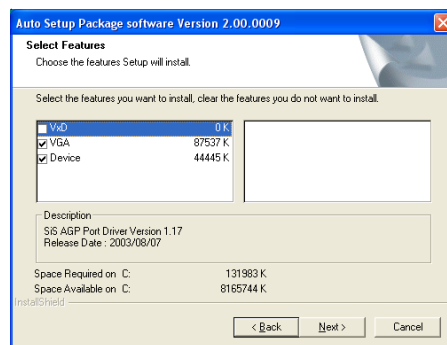 Auto Setup Package software Version 2.00.0009
Select Features
Choose the features Setup will install.
Select the features you want to install, clear the features you do not want to install.
VxD 0 K
VGA 87537 K
Device 44445 K
Description
SiS AGP Port Driver Version 1.17
Release Date : 2003/08/07
Space Required on C: 131983 K
Space Available on C: 8165744 K
InstallShield
< Back Next > Cancel